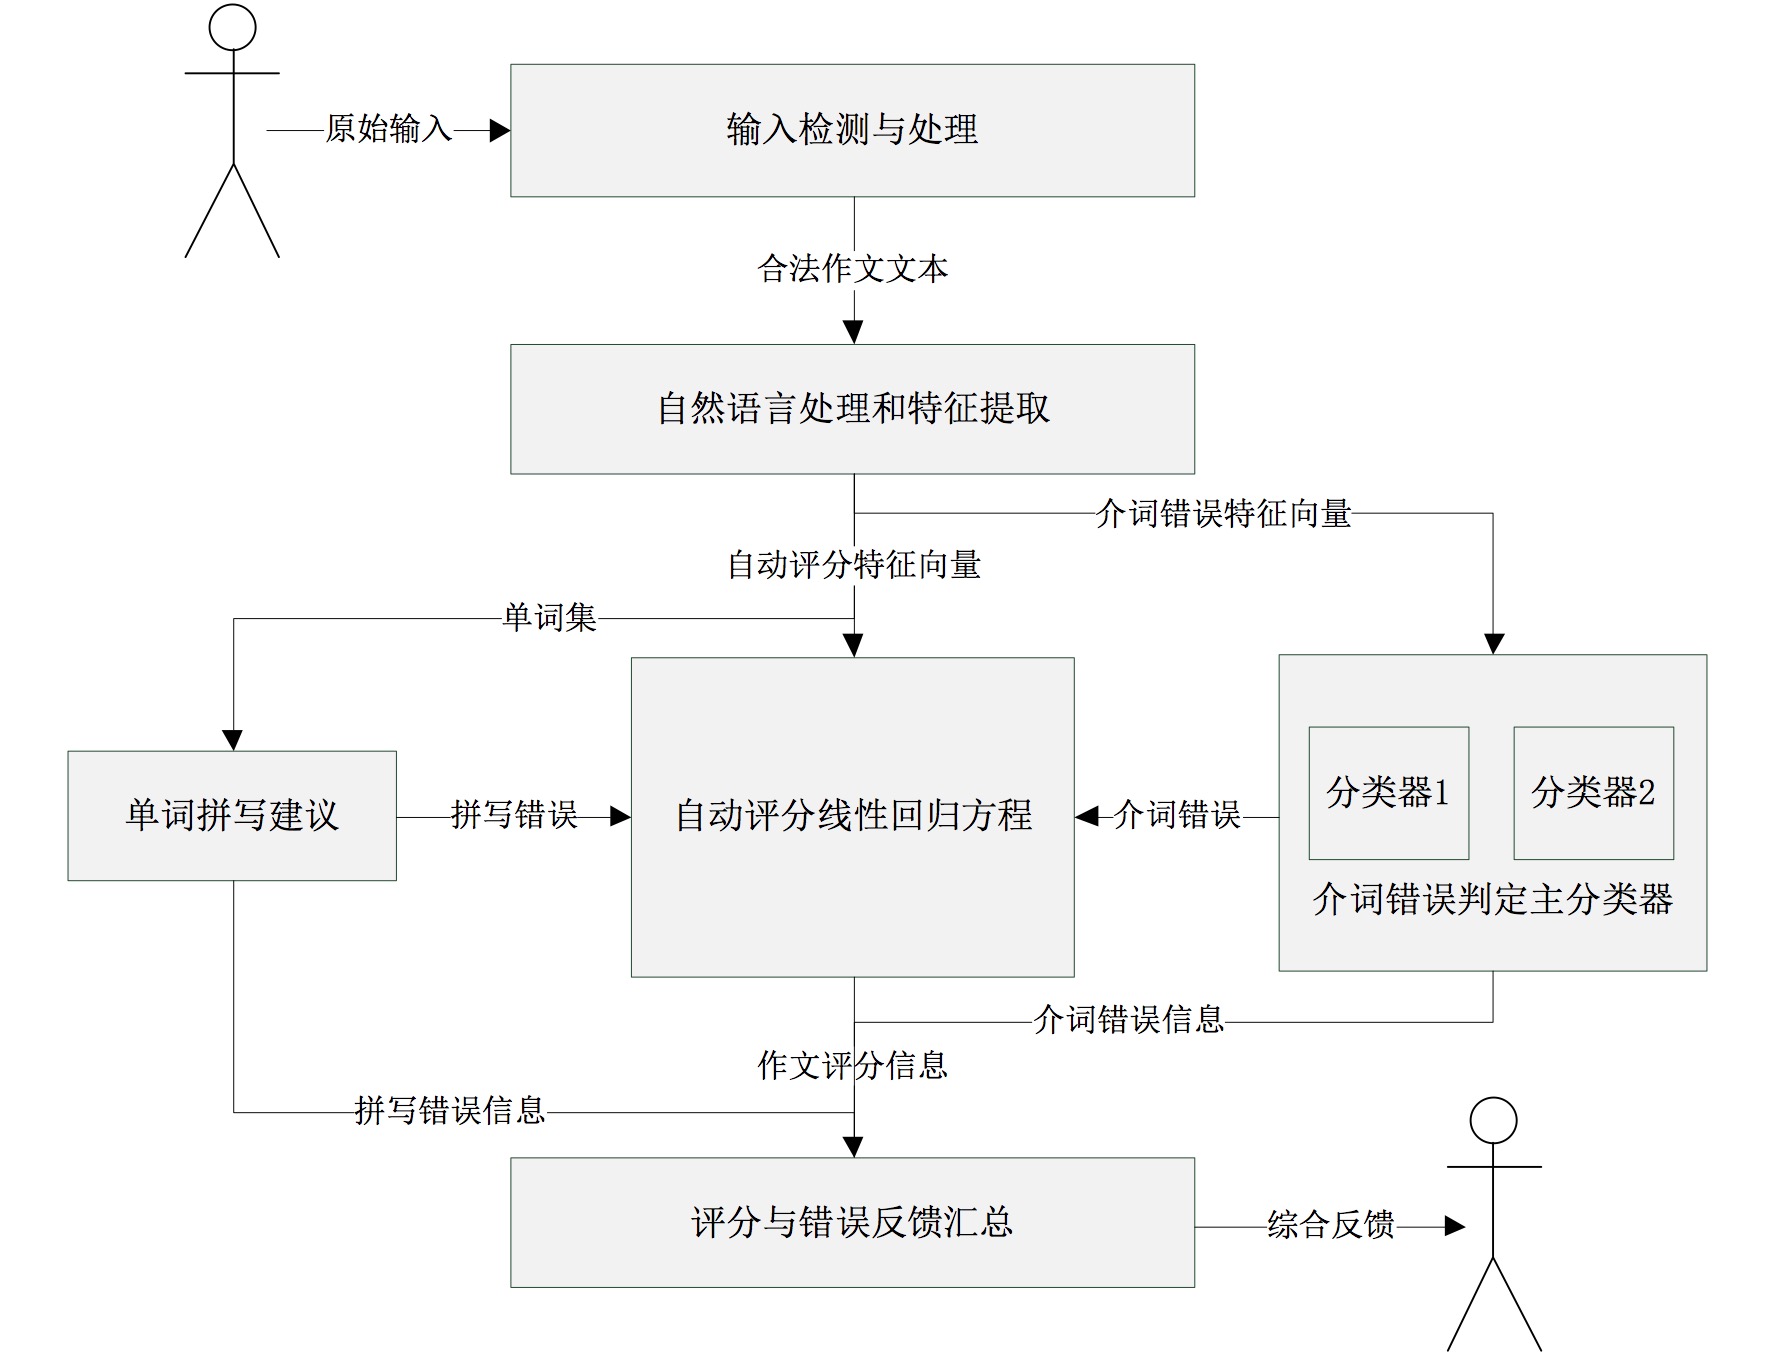 原始输入
输入检测与处理
合法作文文本
自然语言处理和特征提取
介词错误特征向量
自动评分特征向量
单词集
单词拼写建议
拼写错误
自动评分线性回归方程
介词错误
分类器1
分类器2
介词错误判定主分类器
介词错误信息
作文评分信息
拼写错误信息
评分与错误反馈汇总
综合反馈